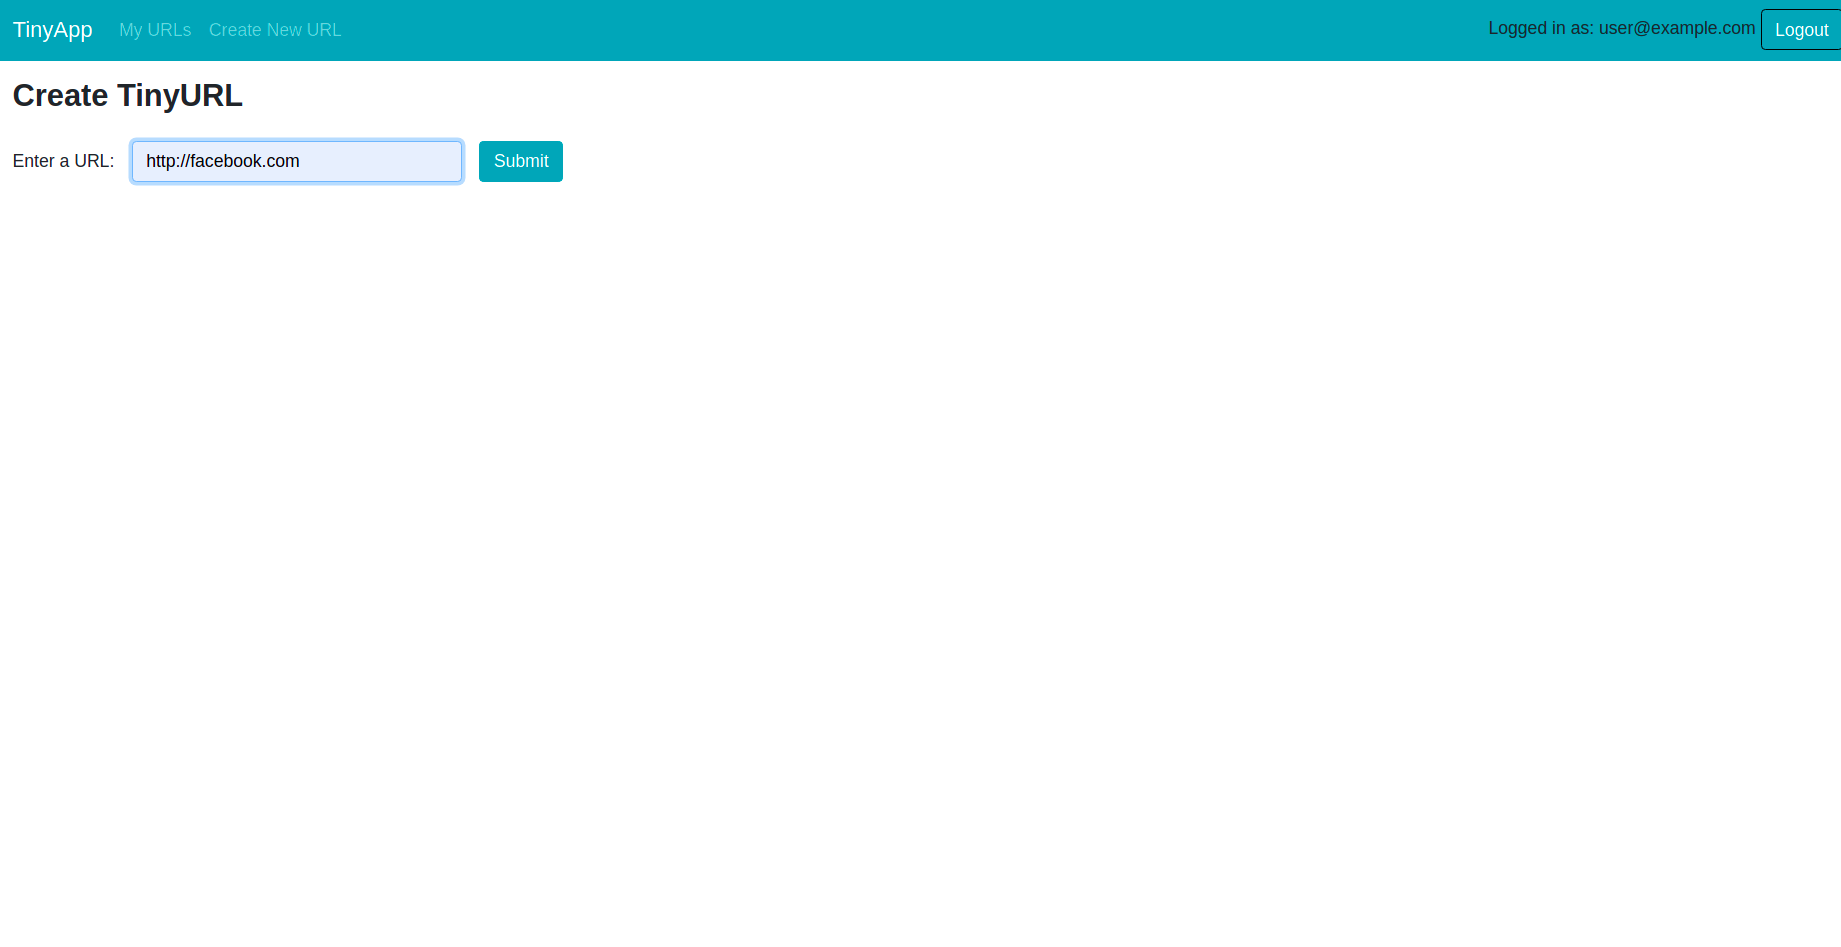 TinyApp My URLs Create New URL Logged in as: user@example.com Logout
Create TinyURL
Enter a URL: http://facebook.com Submit